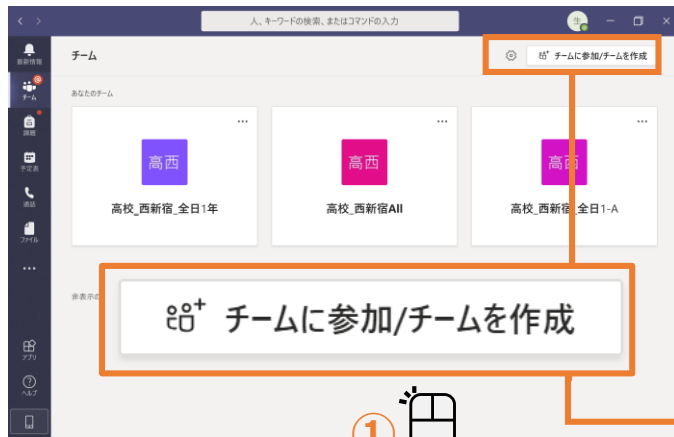 人、キーワードの検索、またはコマンドの入力
生
最新情報
チーム
チームに参加/チームを作成
チーム
あなたのチーム
課題
高西
高西
高西
予定表
高校_西新宿_全日1年
高校_西新宿All
高校_西新宿_全日1-A
通話
ファイル
非表示の
チームに参加/チームを作成
アプリ
ヘルプ
①